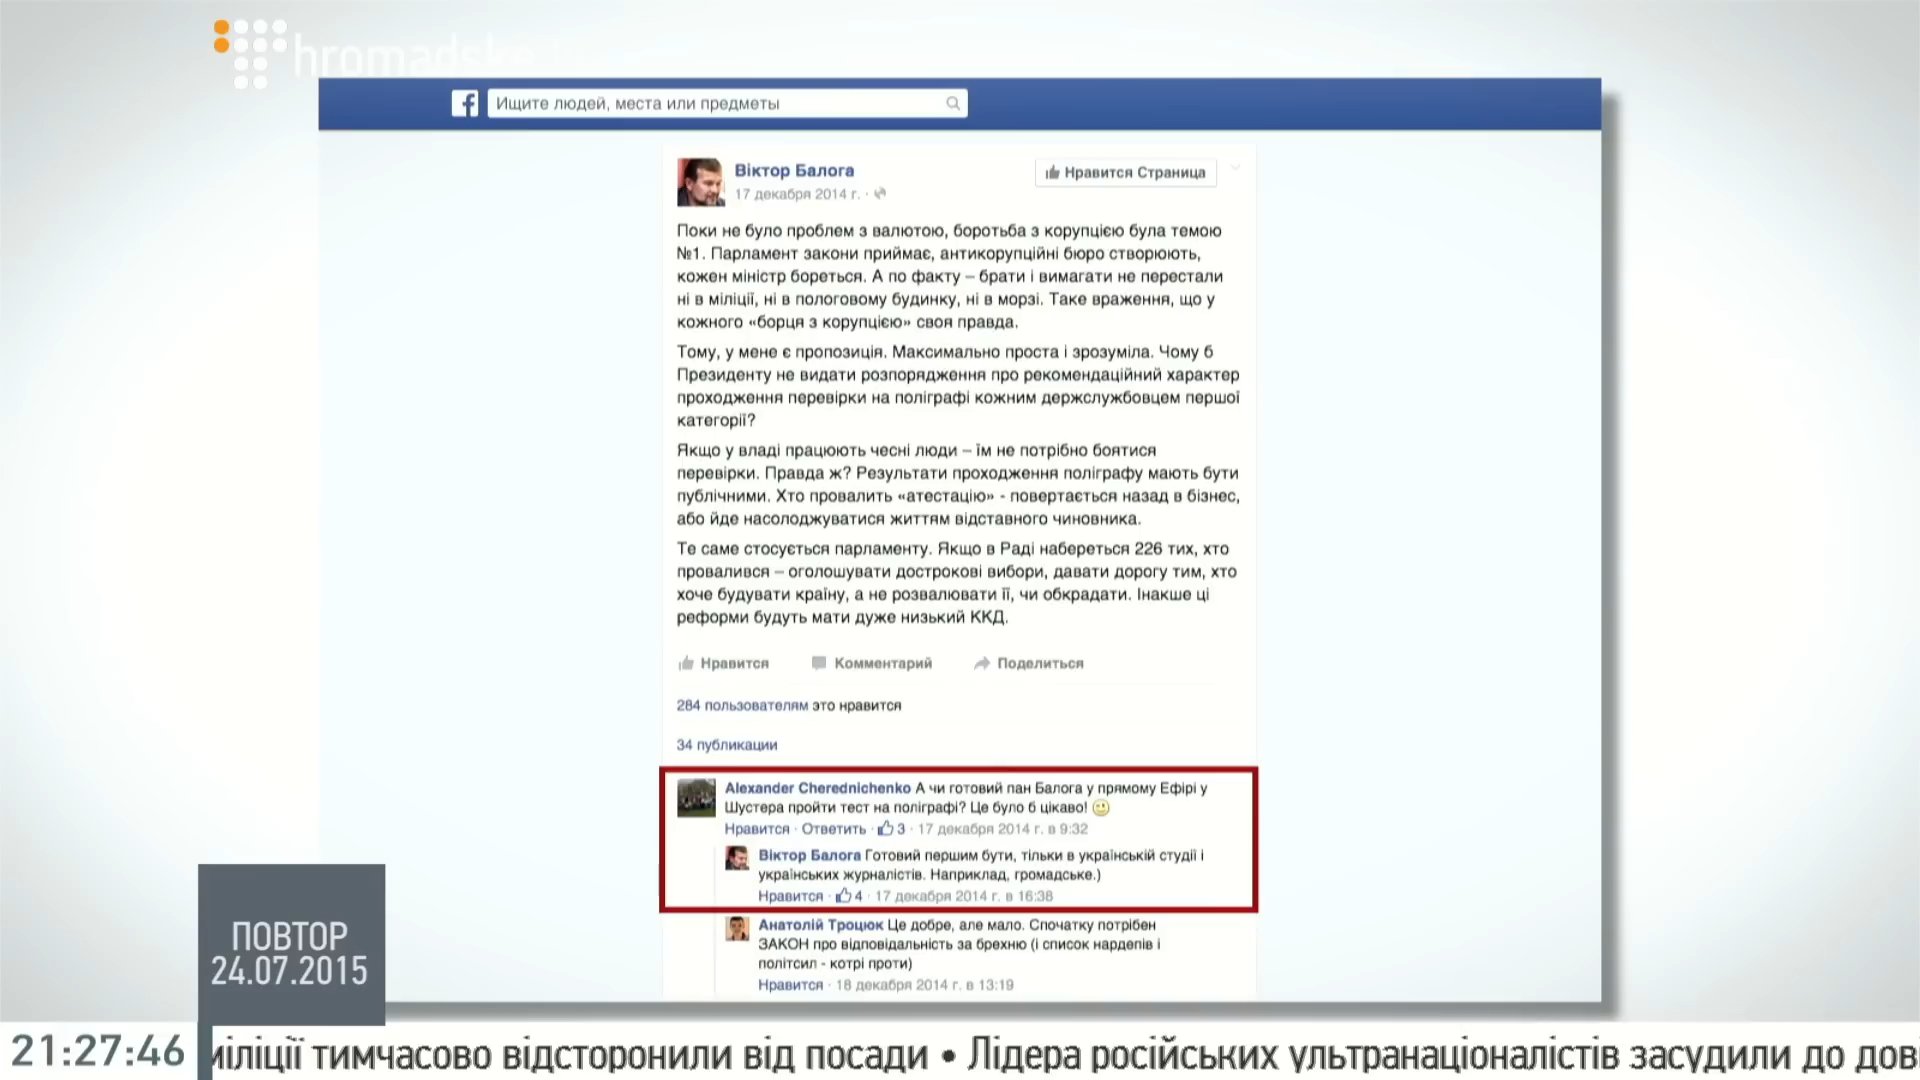 hromadske.tv
Ищите людей, места или предметы
Віктор Балога
17 декабря 2014 г. ·
Нравится Страница
Поки не було проблем з валютою, боротьба з корупцією була темою
№1. Парламент закони приймає, антикорупційні бюро створюють,
кожен міністр бореться. А по факту – брати і вимагати не перестали
ні в міліції, ні в пологовому будинку, ні в морзі. Таке враження, що у
кожного «борця з корупцією» своя правда.
Тому, у мене є пропозиція. Максимально проста і зрозуміла. Чому б
Президенту не видати розпорядження про рекомендаційний характер
проходження перевірки на поліграфі кожним держслужбовцем першої
категорії?
Якщо у владі працюють чесні люди – їм не потрібно боятися
перевірки. Правда ж? Результати проходження поліграфу мають бути
публічними. Хто провалить «атестацію» - повертається назад в бізнес,
або йде насолоджуватися життям відставного чиновника.
Те саме стосується парламенту. Якщо в Раді набереться 226 тих, хто
провалився – оголошувати дострокові вибори, давати дорогу тим, хто
хоче будувати країну, а не розвалювати її, чи обкрадати. Інакше ці
реформи будуть мати дуже низький ККД.
Нравится Комментарий Поделиться
284 пользователям это нравится
34 публикации
Alexander Cherednichenko А чи готовий пан Балога у прямому Ефірі у
Шустера пройти тест на поліграфі? Це було б цікаво!
Нравится · Ответить · 3 · 17 декабря 2014 г. в 9:32
Віктор Балога Готовий першим бути, тільки в українській студії і
українських журналістів. Наприклад, громадське.)
Нравится · 4 · 17 декабря 2014 г. в 16:38
Анатолій Троцюк Це добре, але мало. Спочатку потрібен
ЗАКОН про відповідальність за брехню (і список нардепів і
політсил - котрі проти)
Нравится · 18 декабря 2014 г. в 13:19
ПОВТОР
24.07.2015
21:27:46 міліції тимчасово відсторонили від посади • Лідера російських ультранаціоналістів засудили до дові